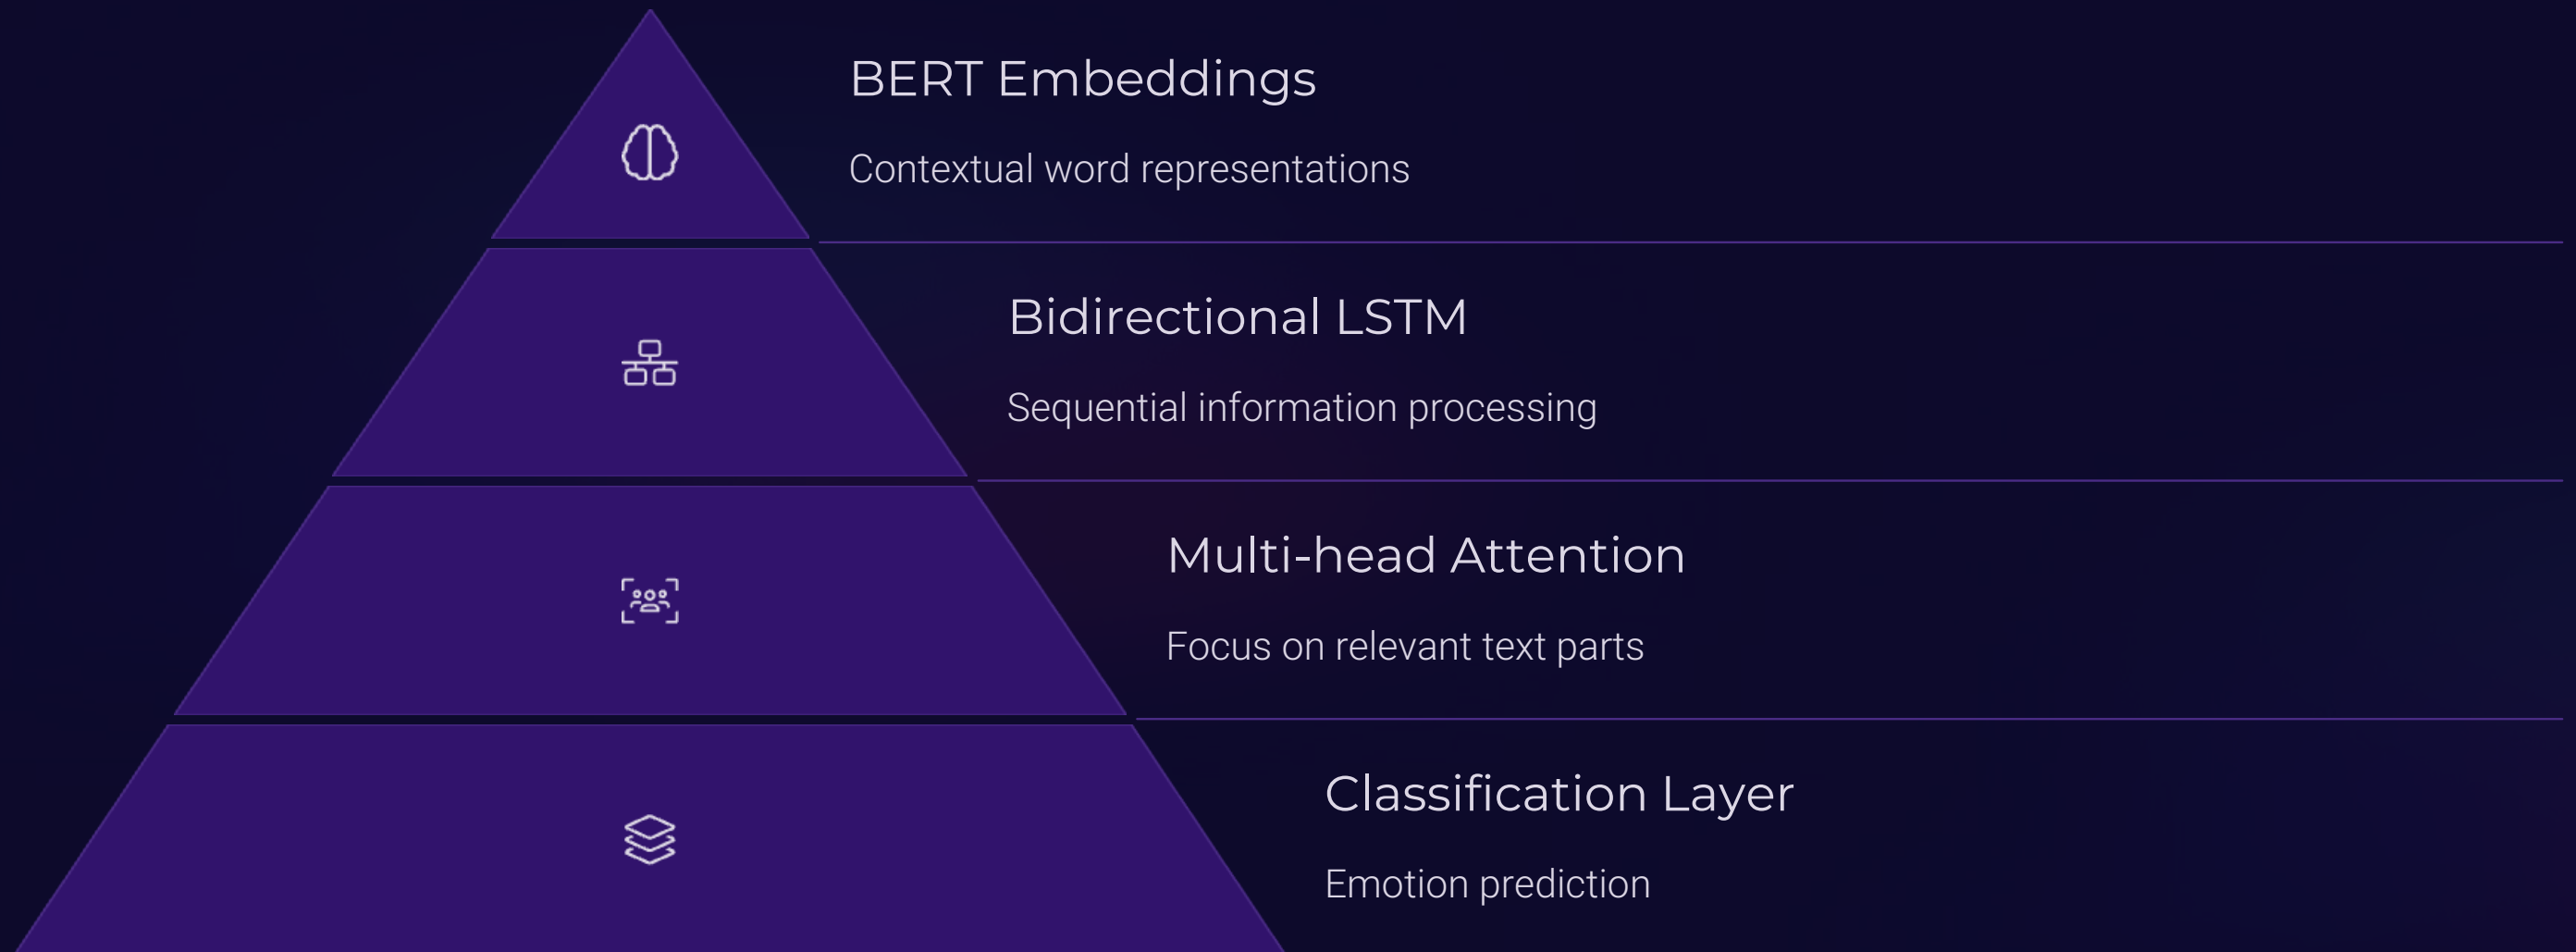 BERT Embeddings
Contextual word representations
Bidirectional LSTM
Sequential information processing
Multi-head Attention
Focus on relevant text parts
Classification Layer
Emotion prediction